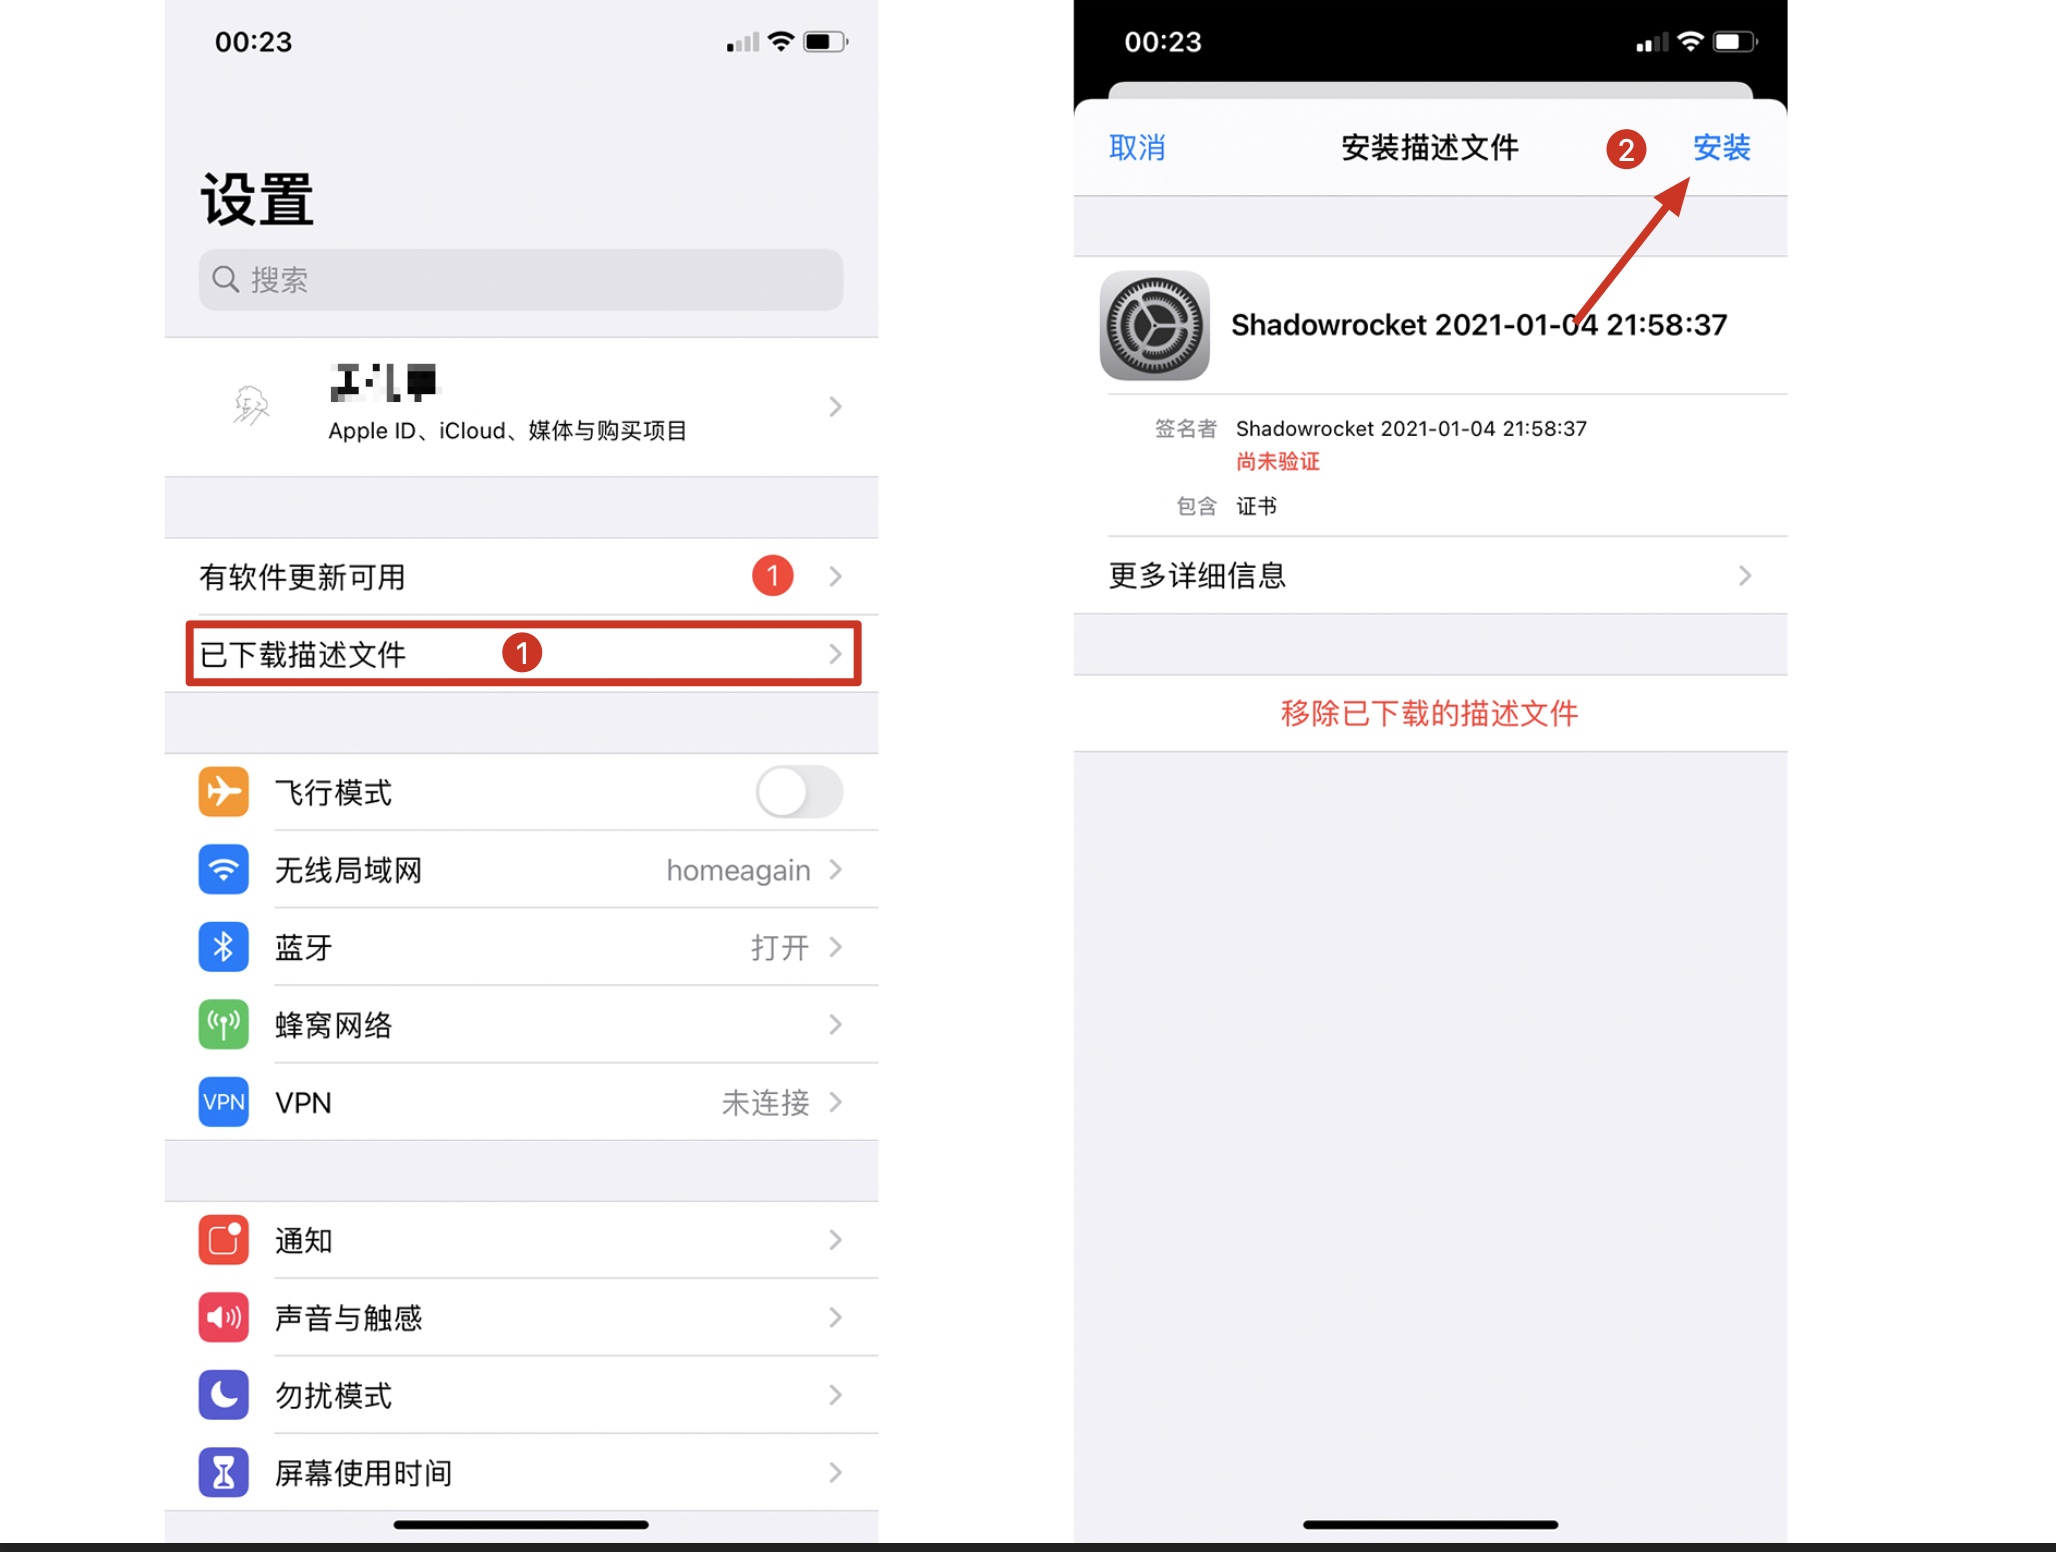 00:23
设置
搜索
Apple ID、iCloud、媒体与购买项目
有软件更新可用 1
已下载描述文件 1
飞行模式
无线局域网 homeagain
蓝牙 打开
蜂窝网络
VPN VPN 未连接
通知
声音与触感
勿扰模式
屏幕使用时间
00:23
取消 安装描述文件 2 安装
Shadowrocket 2021-01-04 21:58:37
签名者 Shadowrocket 2021-01-04 21:58:37
尚未验证
包含 证书
更多详细信息
移除已下载的描述文件